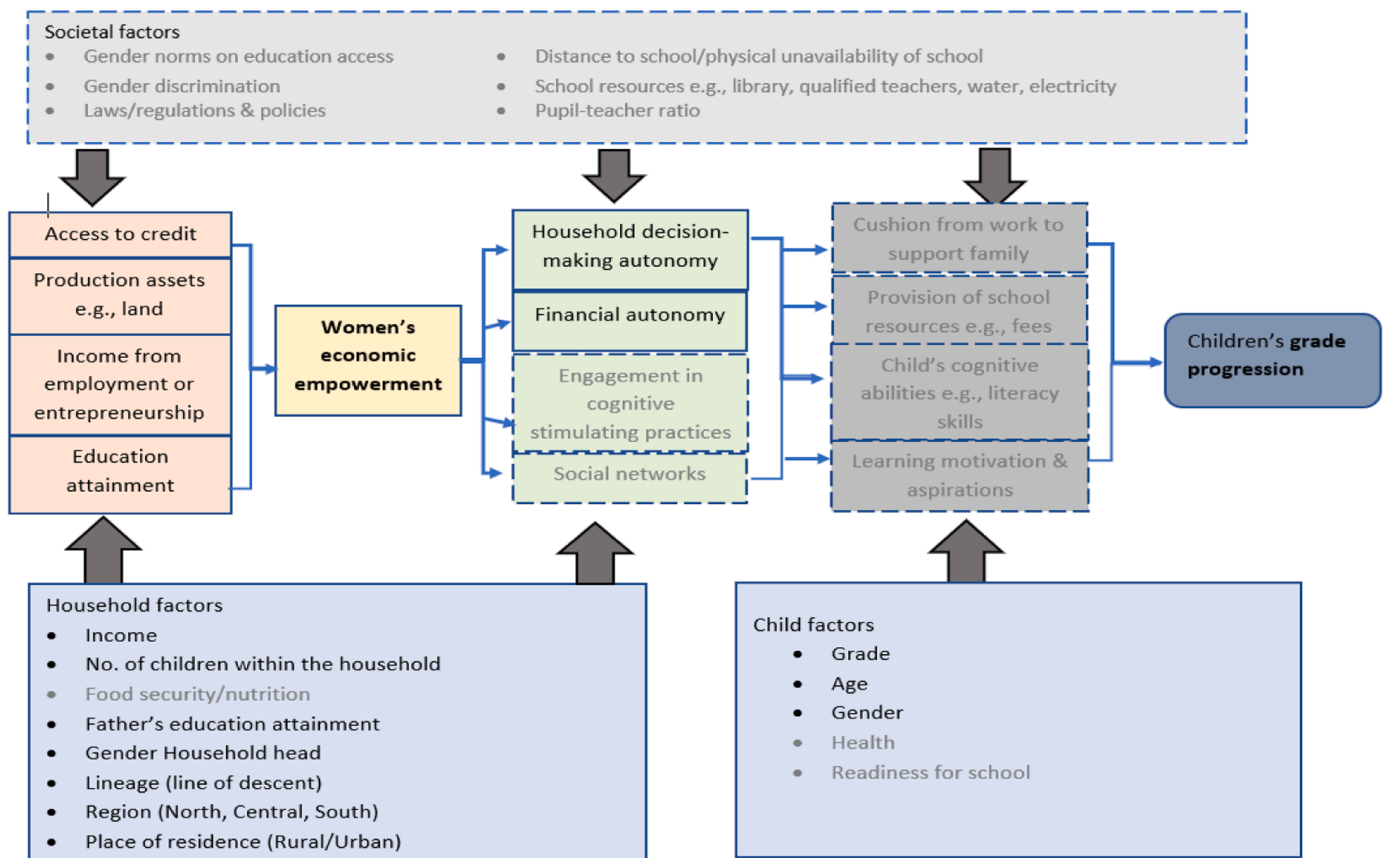 Societal factors
• Gender norms on education access
• Gender discrimination
• Laws/regulations & policies
• Distance to school/physical unavailability of school
• School resources e.g., library, qualified teachers, water, electricity
• Pupil-teacher ratio
Access to credit
Production assets
e.g., land
Income from
employment or
entrepreneurship
Education
attainment
Women's
economic
empowerment
Household decision-
making autonomy
Financial autonomy
Engagement in
cognitive
stimulating practices
Social networks
Cushion from work to
support family
Provision of school
resources e.g., fees
Child's cognitive
abilities e.g., literacy
skills
Learning motivation &
aspirations
Children's grade
progression
Household factors
• Income
• No. of children within the household
• Food security/nutrition
• Father's education attainment
• Gender Household head
• Lineage (line of descent)
• Region (North, Central, South)
• Place of residence (Rural/Urban)
Child factors
• Grade
• Age
• Gender
• Health
• Readiness for school